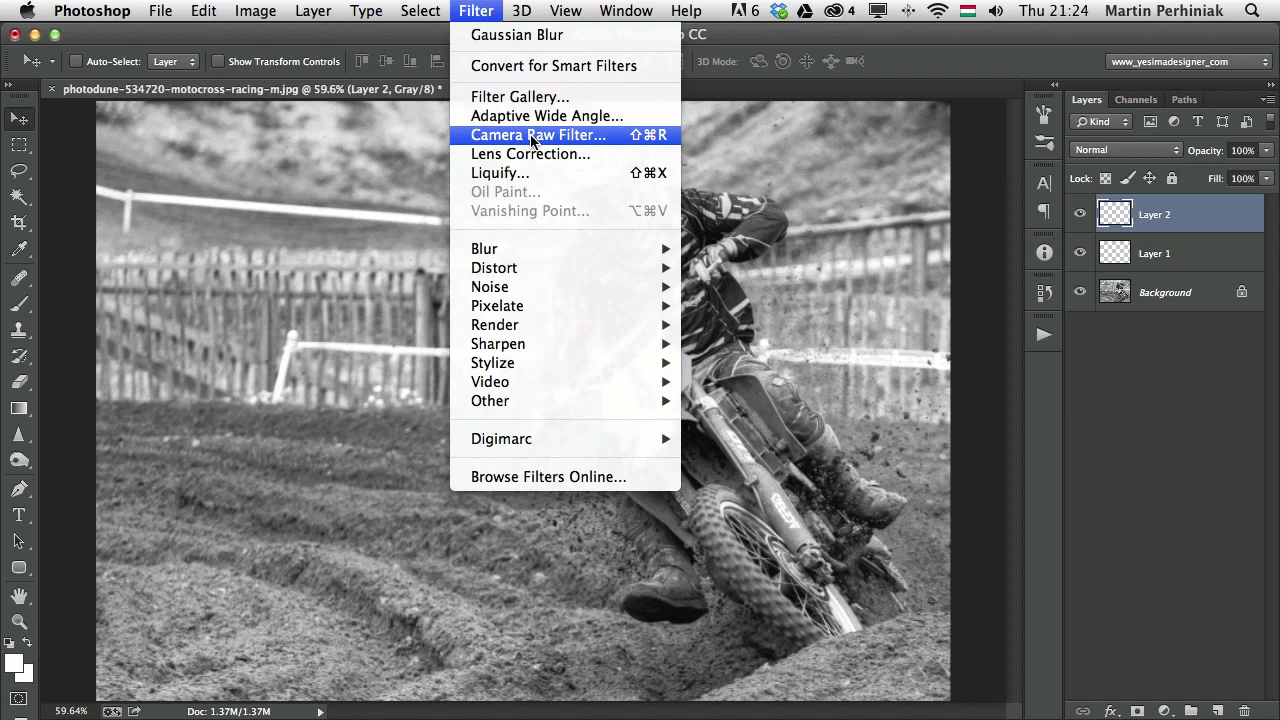 Photoshop File Edit Image Layer Type Select Filter 3D View Window Help 6 4 Thu 21:24 Martin Perhiniak
CC
Auto-Select: Layer Show Transform Controls 3D Mode: www_yesimadesigner_com
photodune-534720-motocross-racing-m.jpg @ 59.6% (Layer 2, Gray/8) *
Gaussian Blur
Convert for Smart Filters
Filter Gallery...
Adaptive Wide Angle...
Camera Raw Filter... ⇧⌘R
Lens Correction...
Liquify... ⇧⌘X
Oil Paint...
Vanishing Point... ⌥⌘V
Blur
Distort
Noise
Pixelate
Render
Sharpen
Stylize
Video
Other
Digimarc
Browse Filters Online...
Layers Channels Paths
Kind
Normal Opacity: 100%
Lock: Fill: 100%
Layer 2
Layer 1
Background
59.64% Doc: 1.37M/1.37M